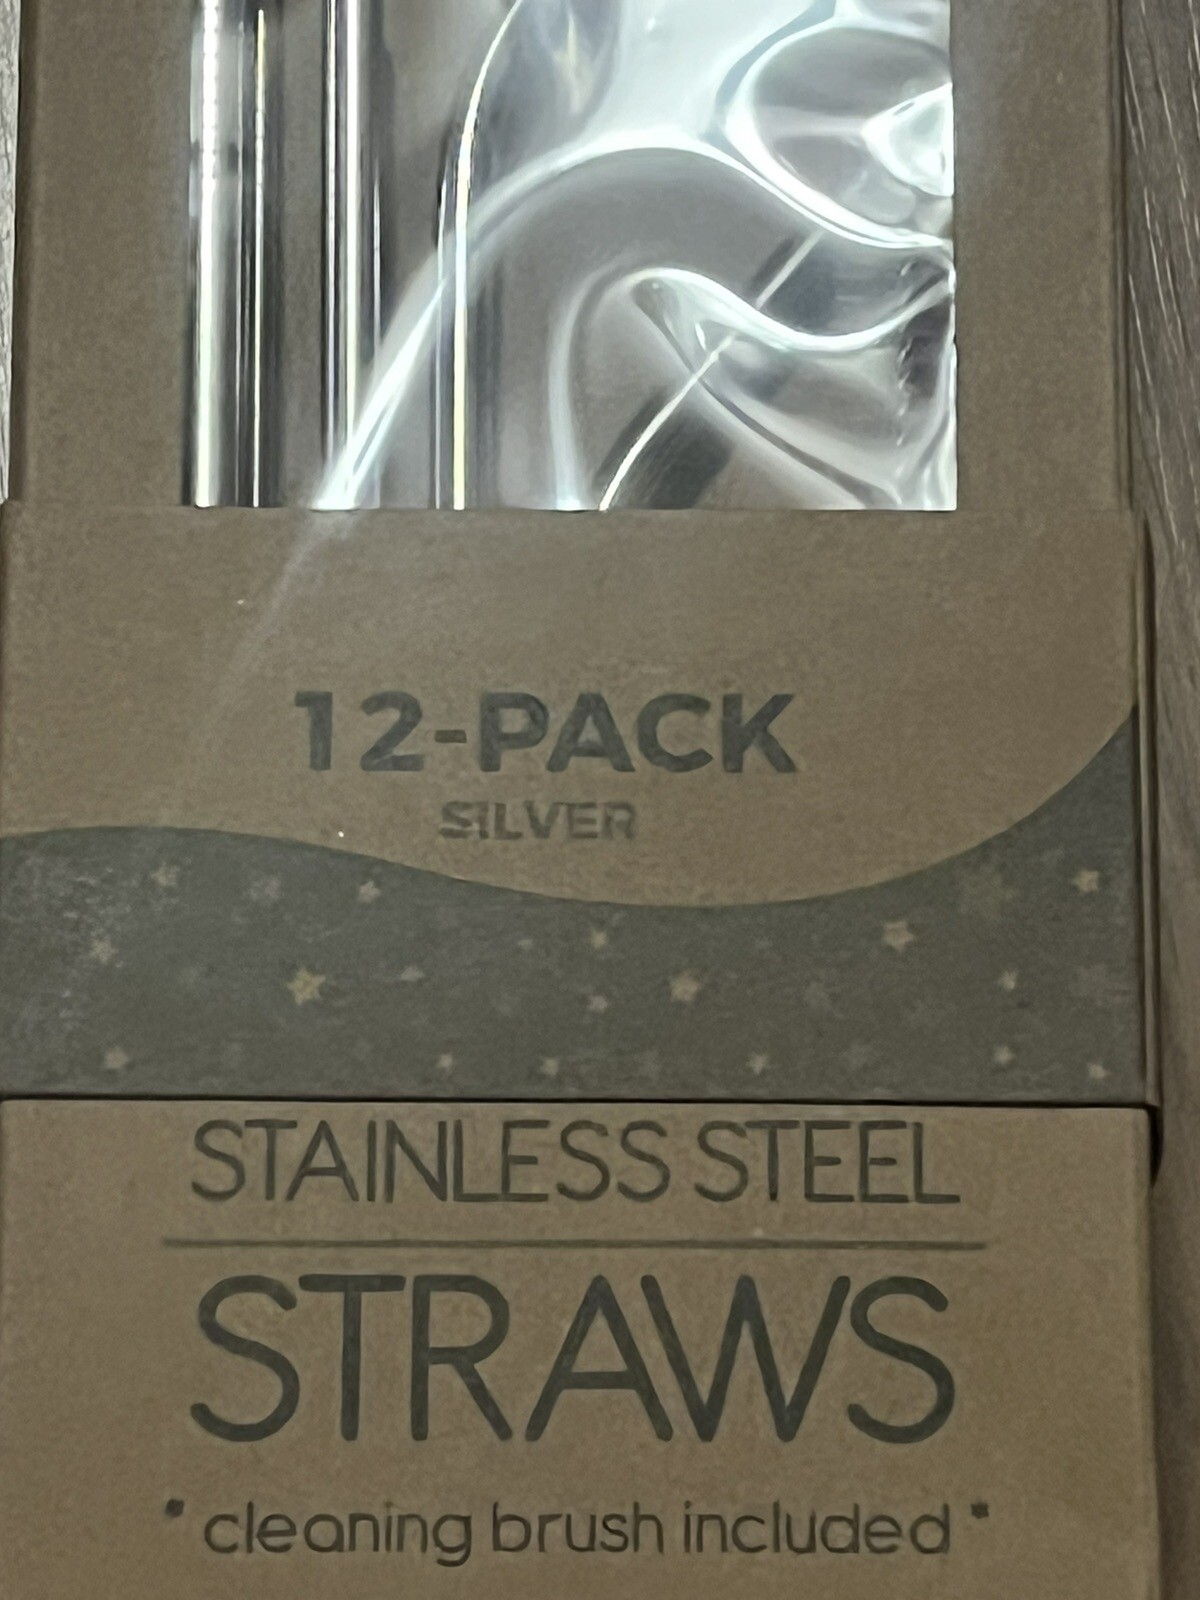 12-PACK
SILVER
STAINLESS STEEL
STRAWS
* cleaning brush included *